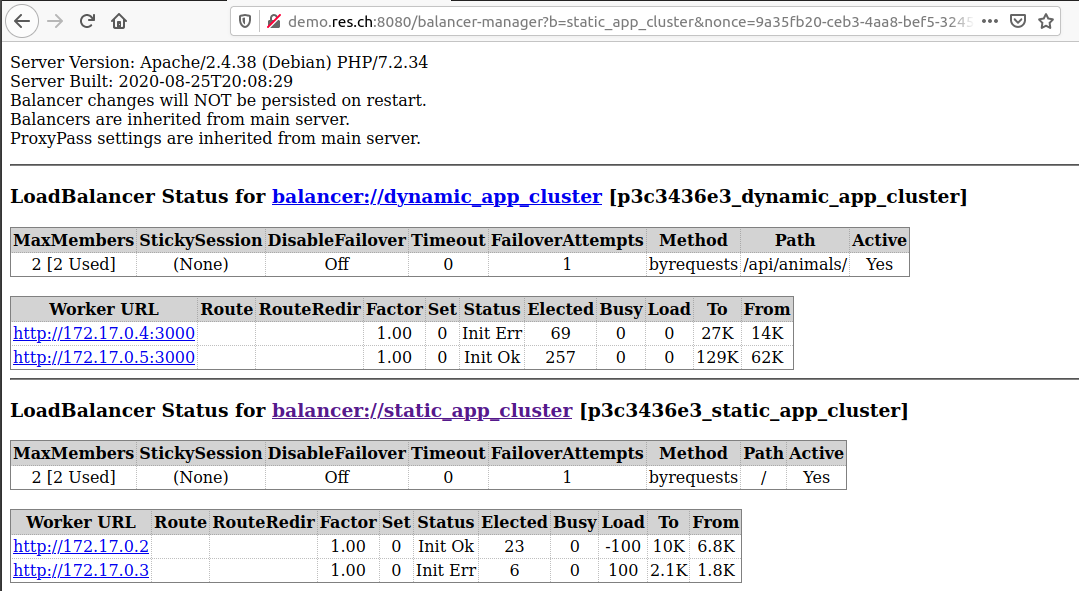 demo.res.ch:8080/balancer-manager?b=static_app_cluster&nonce=9a35fb20-ceb3-4aa8-bef5-3245
Server Version: Apache/2.4.38 (Debian) PHP/7.2.34
Server Built: 2020-08-25T20:08:29
Balancer changes will NOT be persisted on restart.
Balancers are inherited from main server.
ProxyPass settings are inherited from main server.
LoadBalancer Status for balancer://dynamic_app_cluster [p3c3436e3_dynamic_app_cluster]
MaxMembers StickySession DisableFailover Timeout FailoverAttempts Method Path Active
2 [2 Used] (None) Off 0 1 byrequests /api/animals/ Yes
Worker URL Route RouteRedir Factor Set Status Elected Busy Load To From
http://172.17.0.4:3000 1.00 0 Init Err 69 0 0 27K 14K
http://172.17.0.5:3000 1.00 0 Init Ok 257 0 0 129K 62K
LoadBalancer Status for balancer://static_app_cluster [p3c3436e3_static_app_cluster]
MaxMembers StickySession DisableFailover Timeout FailoverAttempts Method Path Active
2 [2 Used] (None) Off 0 1 byrequests / Yes
Worker URL Route RouteRedir Factor Set Status Elected Busy Load To From
http://172.17.0.2 1.00 0 Init Ok 23 0 -100 10K 6.8K
http://172.17.0.3 1.00 0 Init Err 6 0 100 2.1K 1.8K